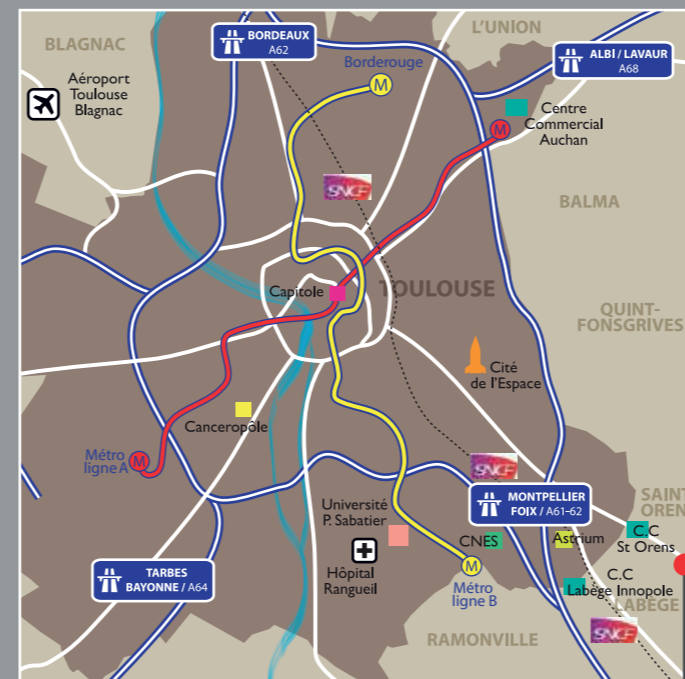 BLAGNAC
BORDEAUX
A62
L'UNION
ALBI / LAVAUR
A68
Borderouge
M
Aéroport
Toulouse
Blagnac
Centre
Commercial
Auchan
M
SNCF
BALMA
Capitole
TOULOUSE
QUINT-
FONSGRIVES
Cité
de l'Espace
Canceropôle
Métro
ligne A
M
SNCF
MONTPELLIER
FOIX / A61-62
SAINT
OREN
Université
P. Sabatier
CNES
Astrium
C.C
St Orens
Hôpital
Rangueil
M
Métro
ligne B
C.C
Labège Innopole
LABÈGE
TARBES
BAYONNE / A64
RAMONVILLE
SNCF